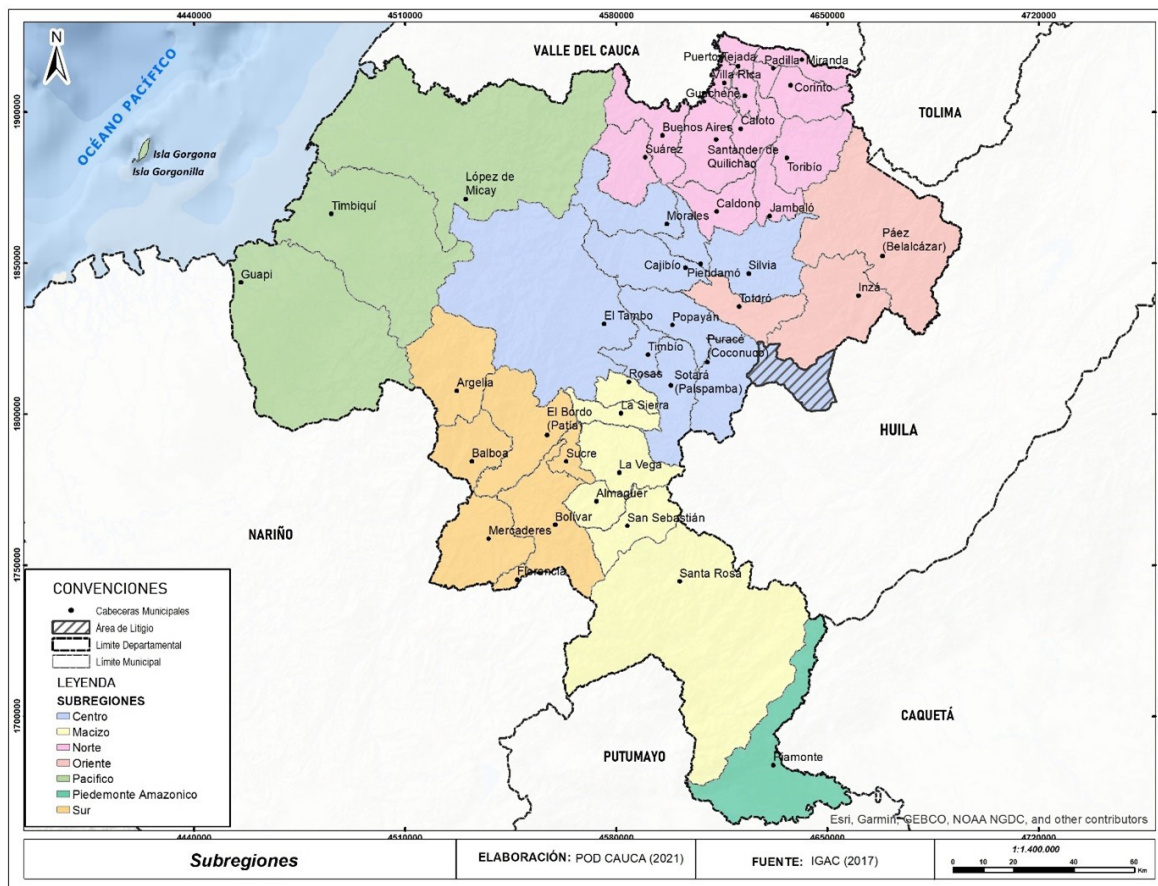 4440000
4510000
4580000
4650000
4720000
N
OCÉANO PACÍFICO
VALLE DEL CAUCA
TOLIMA
HUILA
NARIÑO
PUTUMAYO
CAQUETÁ
1900000
1850000
1800000
1750000
1700000
1900000
1850000
1800000
1750000
1700000
Isla Gorgona
Isla Gorgonilla
Puerto Tejada
Padilla
Miranda
Villa Rica
Guachené
Corinto
Buenos Aires
Caloto
Suárez
Santander de
Quilichao
Toribío
López de
Micay
Timbiquí
Guapi
Morales
Caldono
Jambaló
Páez
(Belalcázar)
Cajibío
Piendamó
Silvia
Inzá
Totoró
El Tambo
Popayán
Timbío
Puracé
(Coconuco)
Rosas
Sotará
(Paispamba)
Argelia
La Sierra
El Bordo
(Patía)
Balboa
Sucre
La Vega
Almaguer
Bolívar
San Sebastián
Mercaderes
Florencia
Santa Rosa
Piamonte
CONVENCIONES
Cabeceras Municipales
Área de Litigio
Limite Departamental
Límite Municipal
LEYENDA
SUBREGIONES
Centro
Macizo
Norte
Oriente
Pacifico
Piedemonte Amazonico
Sur
Esri, Garmin, GEBCO, NOAA NGDC, and other contributors
4440000
4510000
4580000
4650000
4720000
Subregiones
ELABORACIÓN: POD CAUCA (2021)
FUENTE: IGAC (2017)
1:1.400.000
0 10 20 40 60
Km